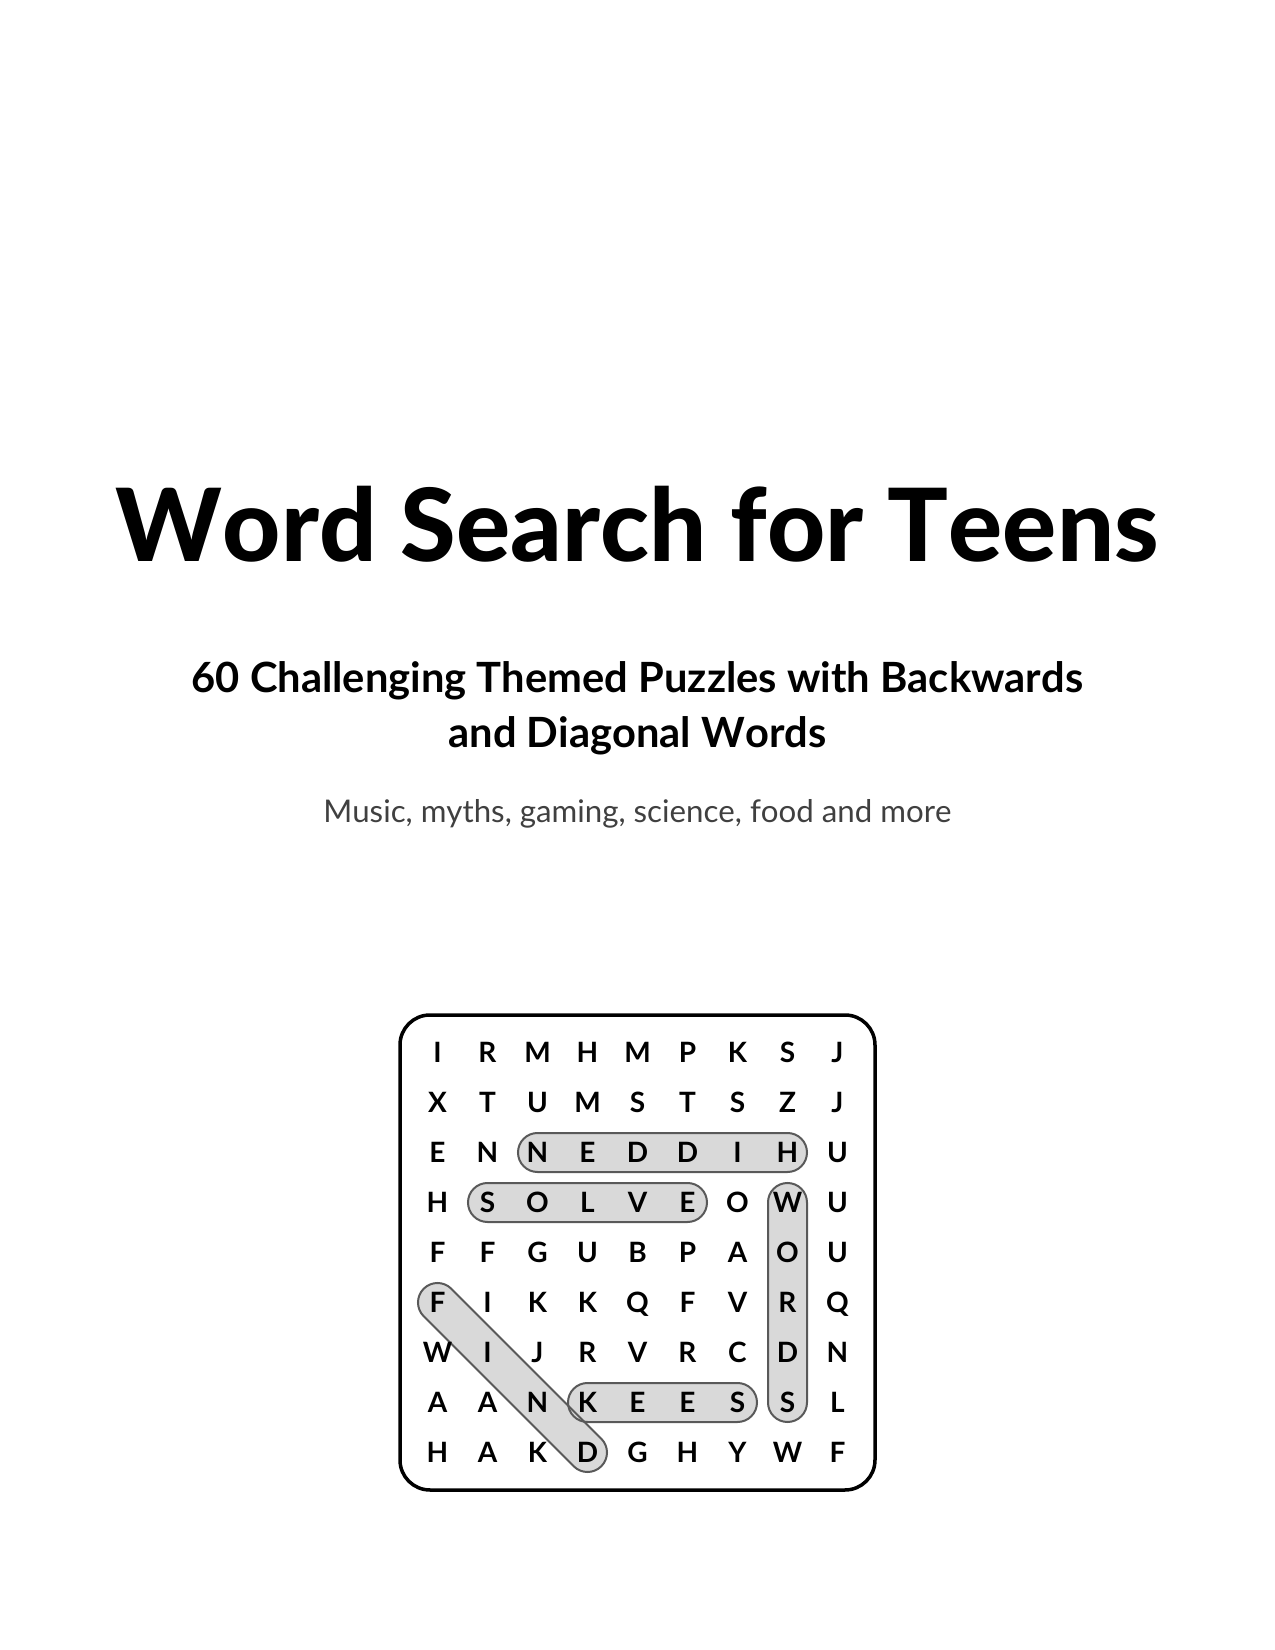 Word Search for Teens
60 Challenging Themed Puzzles with Backwards
and Diagonal Words
Music, myths, gaming, science, food and more
I R M H M P K S J
X T U M S T S Z J
E N N E D D I H U
H S O L V E O W U
F F G U B P A O U
F I K K Q F V R Q
W I J R V R C D N
A A N K E E S S L
H A K D G H Y W F